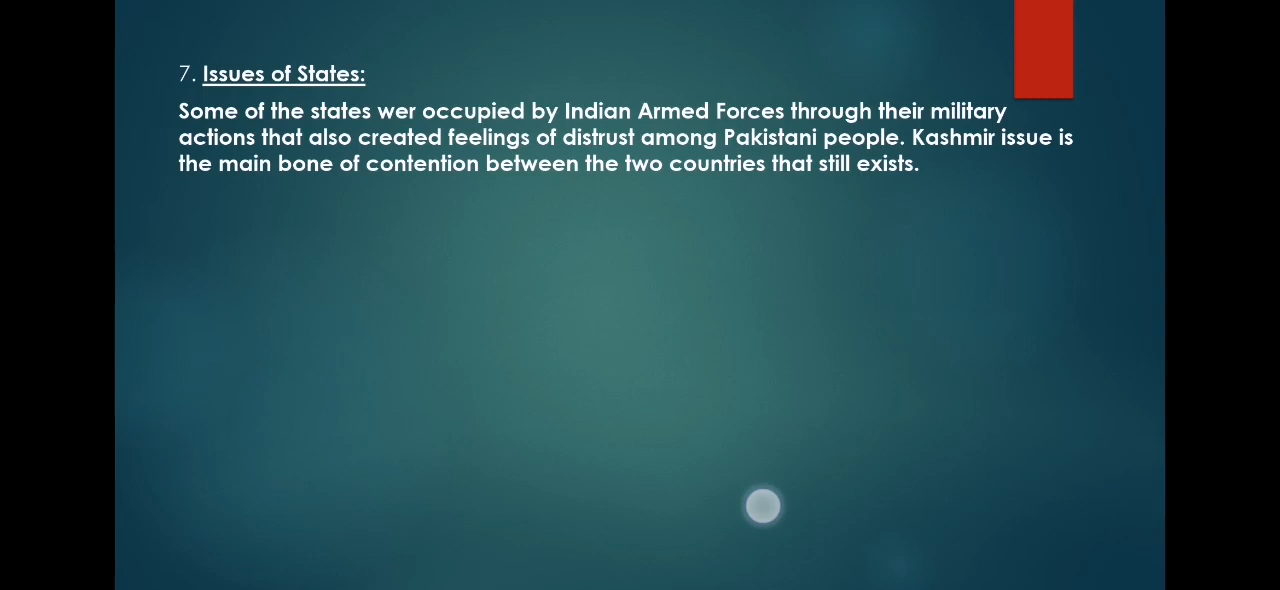 7. Issues of States:
Some of the states wer occupied by Indian Armed Forces through their military
actions that also created feelings of distrust among Pakistani people. Kashmir issue is
the main bone of contention between the two countries that still exists.